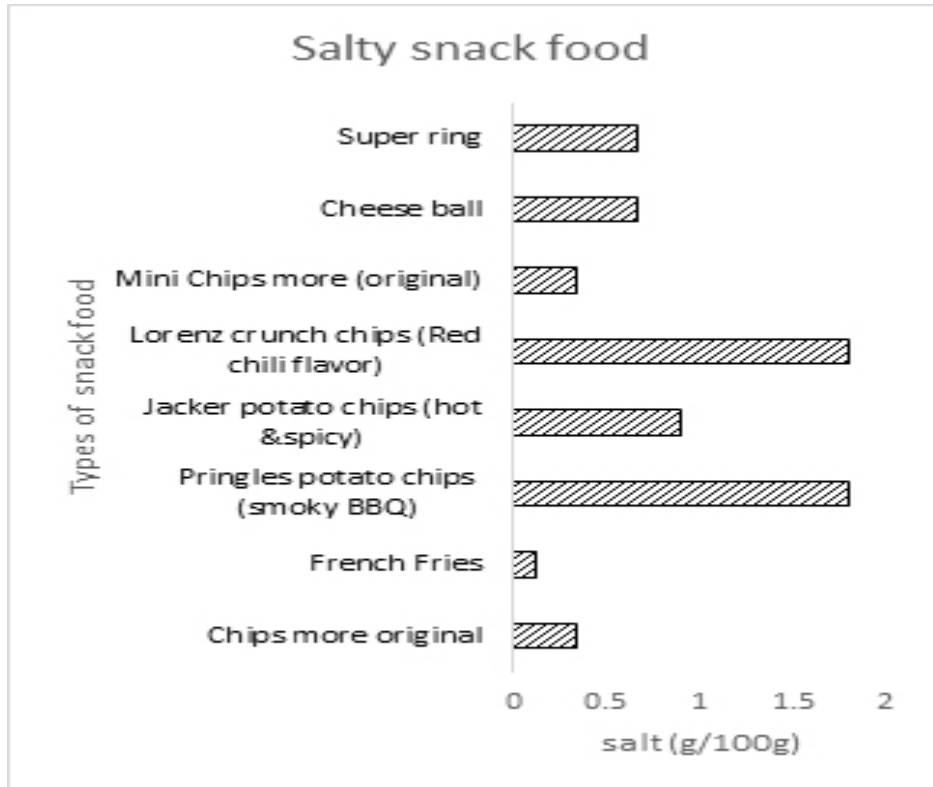 Salty snack food
Super ring
Cheese ball
Mini Chips more (original)
Lorenz crunch chips (Red
chili flavor)
Jacker potato chips (hot
&spicy)
Pringles potato chips
(smoky BBQ)
French Fries
Chips more original
Types of snack food
0 0.5 1 1.5 2
salt (g/100g)